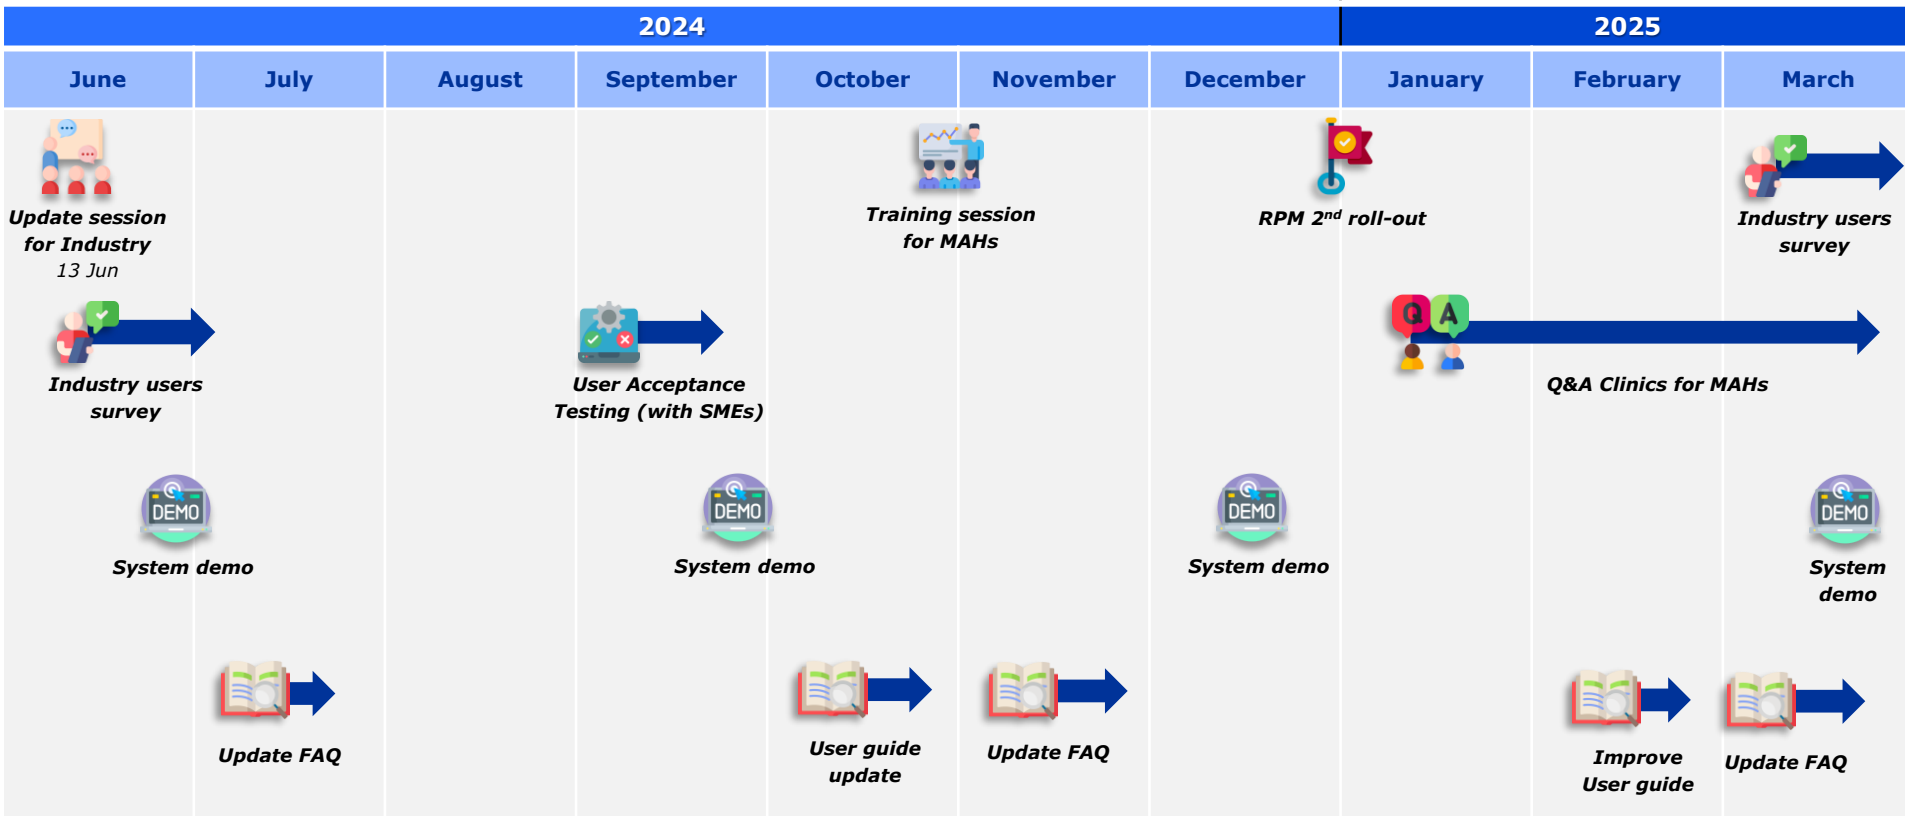 2024
2025
June
July
August
September
October
November
December
January
February
March
Update session
for Industry
13 Jun
Training session
for MAHs
RPM 2nd roll-out
Industry users
survey
Industry users
survey
User Acceptance
Testing (with SMEs)
Q A
Q&A Clinics for MAHs
DEMO
System demo
DEMO
System demo
DEMO
System demo
DEMO
System
demo
Update FAQ
User guide
update
Update FAQ
Improve
User guide
Update FAQ